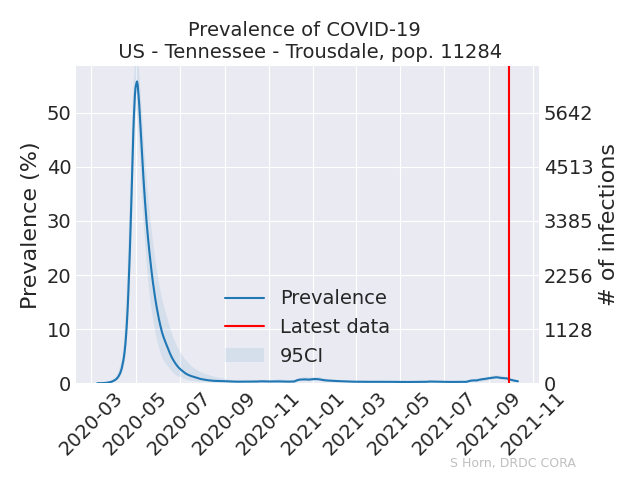 Prevalence of COVID-19
US - Tennessee - Trousdale, pop. 11284
Prevalence (%)
50
40
30
20
10
0
5642
4513
3385
2256
1128
0
# of infections
Prevalence
Latest data
95CI
2020-03
2020-05
2020-07
2020-09
2020-11
2021-01
2021-03
2021-05
2021-07
2021-09
2021-11
S Horn, DRDC CORA